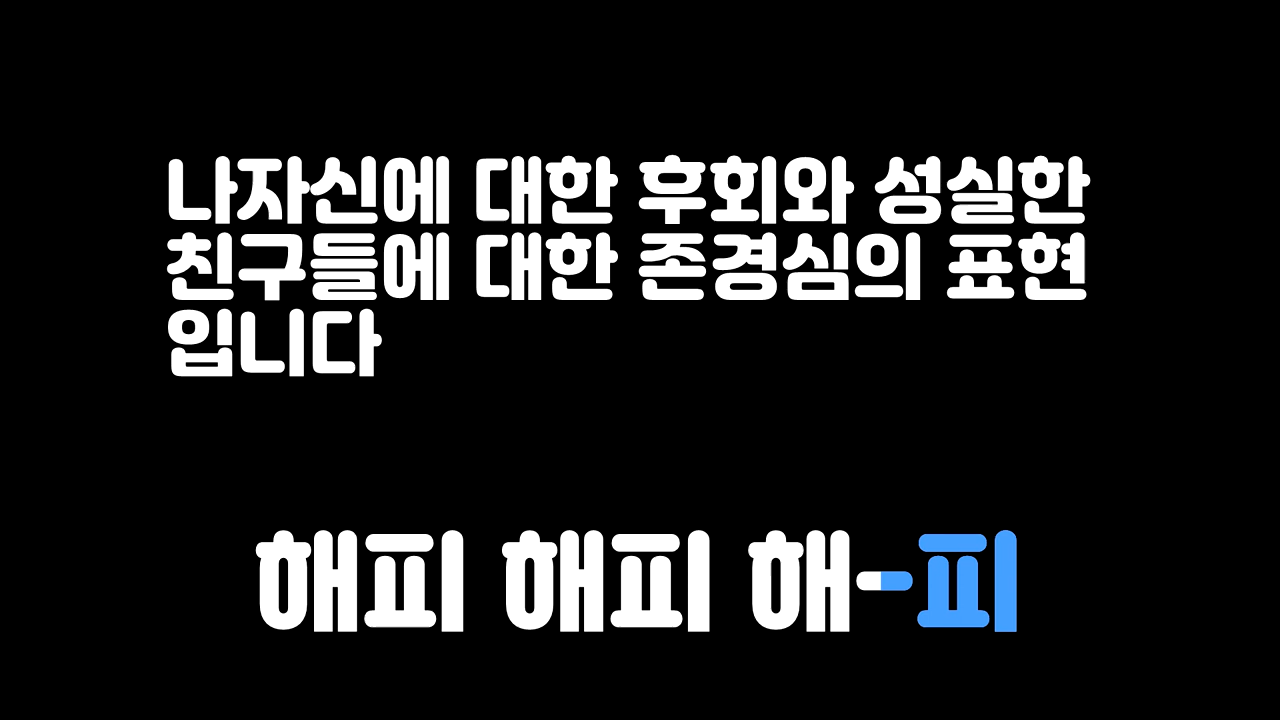 나자신에 대한 후회와 성실한
친구들에 대한 존경심의 표현
입니다
해피 해피 해-피